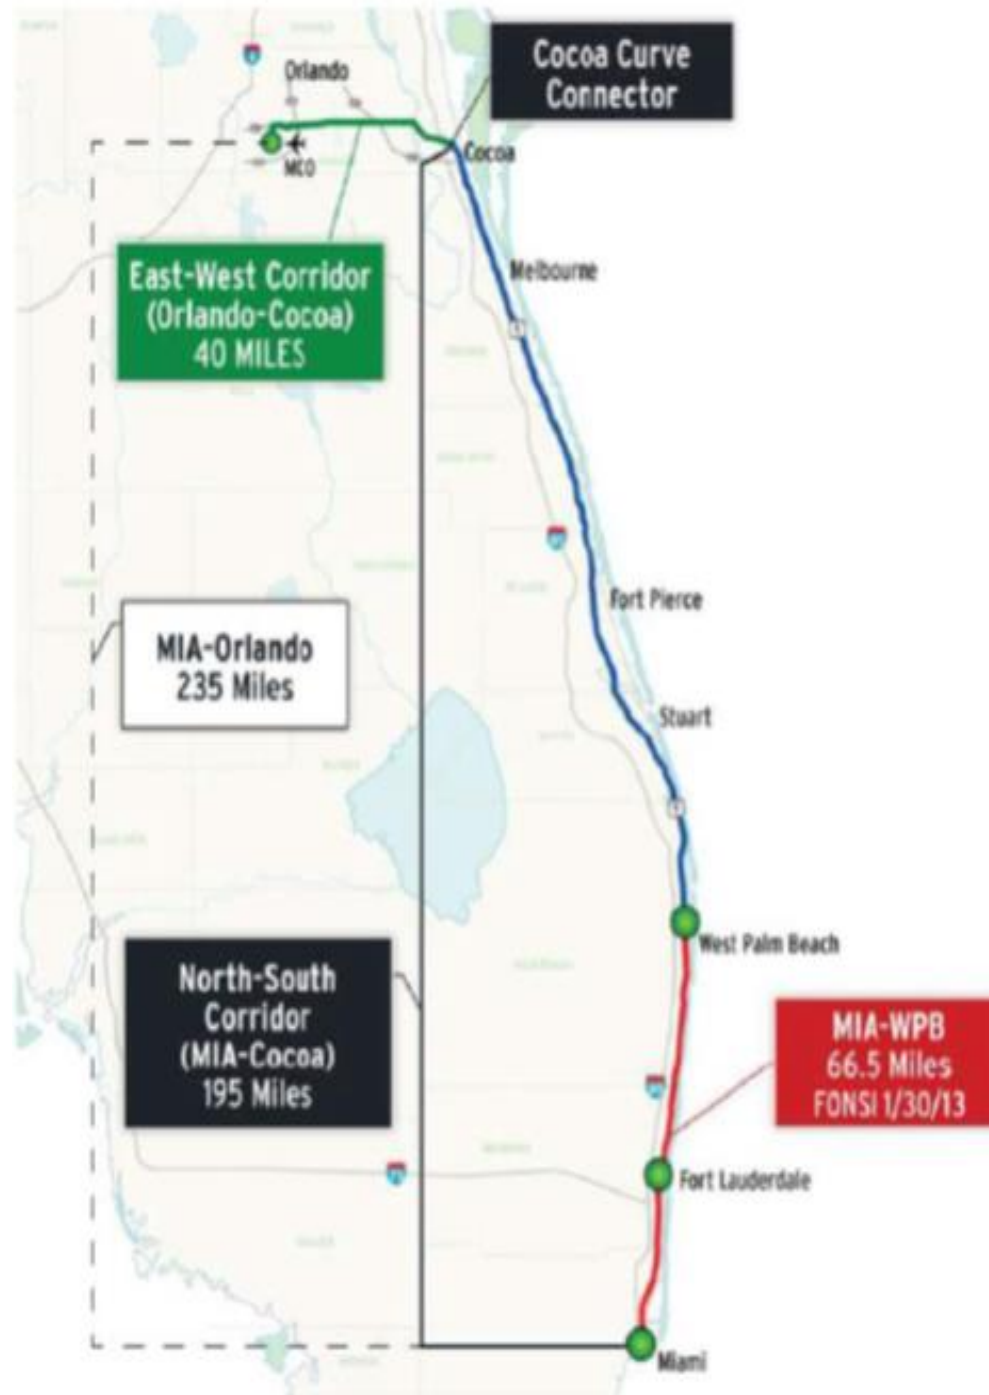 Cocoa Curve
Connector
Orlando
MCO
Cocoa
East-West Corridor
(Orlando-Cocoa)
40 MILES
Melbourne
MIA-Orlando
235 Miles
Fort Pierce
Stuart
West Palm Beach
North-South
Corridor
(MIA-Cocoa)
195 Miles
MIA-WPB
66.5 Miles
FONSI 1/30/13
Fort Lauderdale
Miami